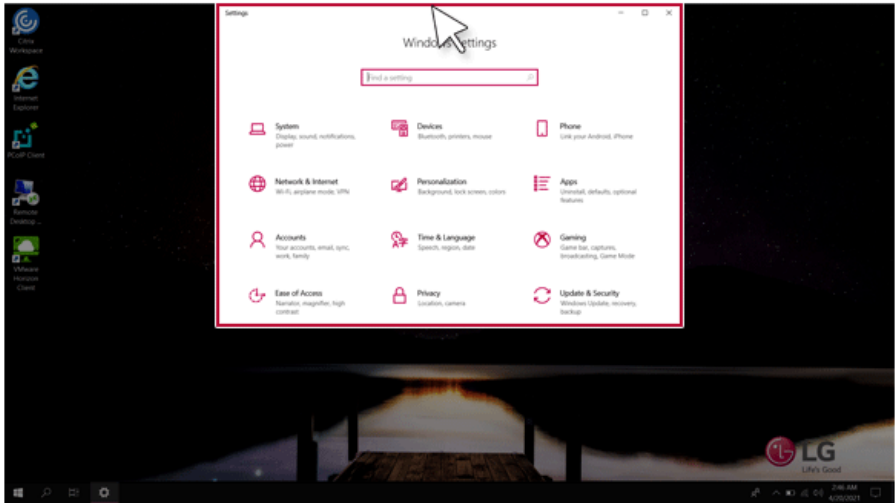 Citrix
Workspace
Internet
Explorer
PCoIP Client
Remote
Desktop ...
VMware
Horizon
Client
Settings
Windows Settings
Find a setting
System
Display, sound, notifications,
power
Devices
Bluetooth, printers, mouse
Phone
Link your Android, iPhone
Network & Internet
Wi-Fi, airplane mode, VPN
Personalization
Background, lock screen, colors
Apps
Uninstall, defaults, optional
features
Accounts
Your accounts, email, sync,
work, family
Time & Language
Speech, region, date
Gaming
Game bar, captures,
broadcasting, Game Mode
Ease of Access
Narrator, magnifier, high
contrast
Privacy
Location, camera
Update & Security
Windows Update, recovery,
backup
LG
Life's Good
2:46 AM
4/20/2021